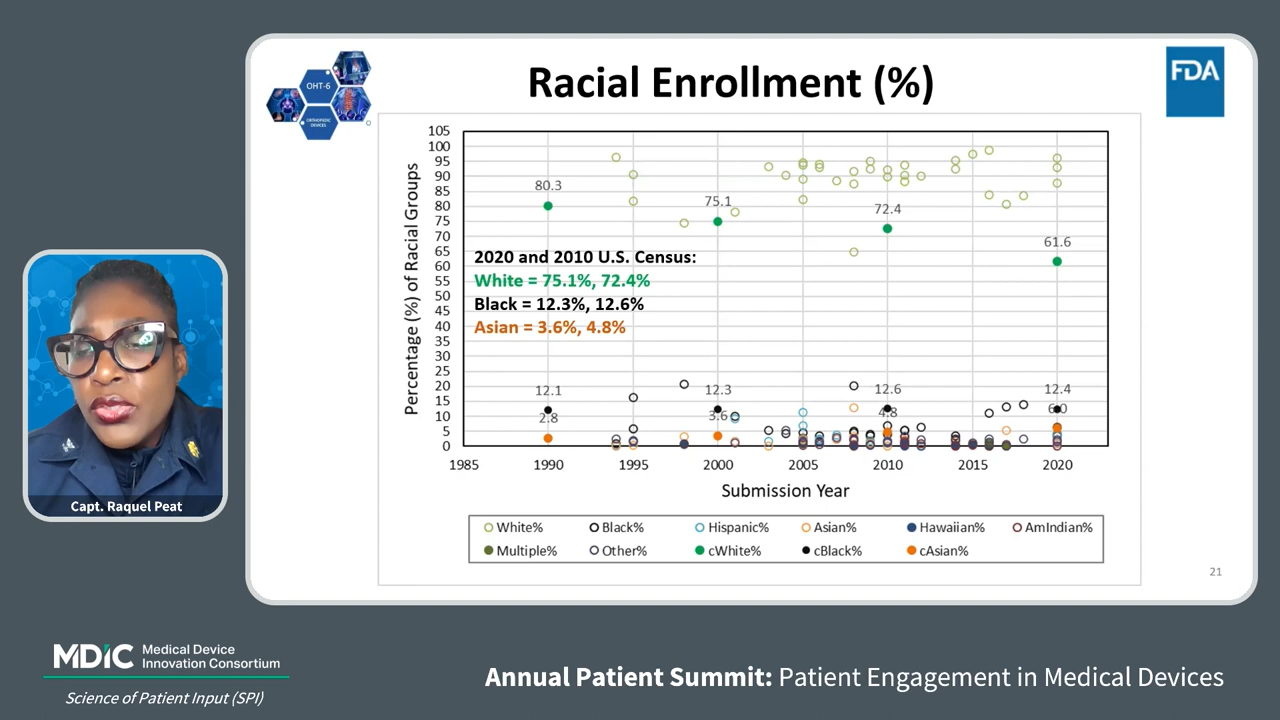 OHT-6
ORTHOPEDIC
DEVICES
Racial Enrollment (%)
FDA
Percentage (%) of Racial Groups
105
100
95
90
85
80
75
70
65
60
55
50
45
40
35
30
25
20
15
10
5
0
80.3
75.1
72.4
61.6
2020 and 2010 U.S. Census:
White = 75.1%, 72.4%
Black = 12.3%, 12.6%
Asian = 3.6%, 4.8%
12.1
12.3
12.6
12.4
2.8
3.6
4.8
6.0
1985 1990 1995 2000 2005 2010 2015 2020
Submission Year
White% Black% Hispanic% Asian% Hawaiian% AmIndian%
Multiple% Other% cWhite% cBlack% cAsian%
21
Capt. Raquel Peat
MDIC Medical Device
Innovation Consortium
Science of Patient Input (SPI)
Annual Patient Summit: Patient Engagement in Medical Devices